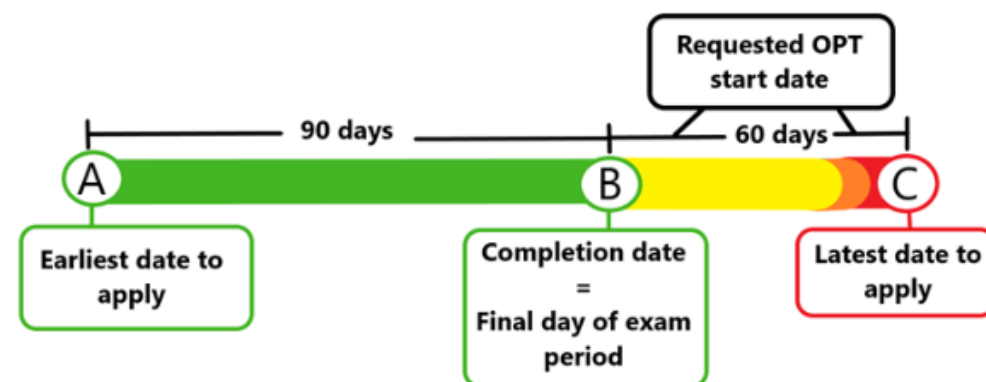 Requested OPT
start date
90 days
60 days
A
B
C
Earliest date to
apply
Completion date
=
Final day of exam
period
Latest date to
apply